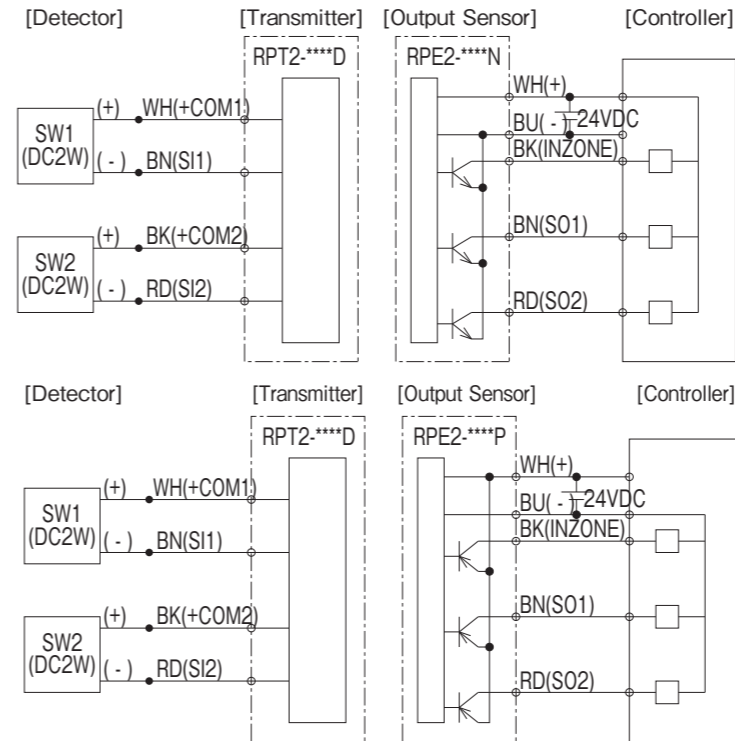 [Detector] [Transmitter] [Output Sensor] [Controller]
RPT2-****D RPE2-****N
WH(+)
(+) WH(+COM1)
BU( - ) 24VDC
SW1
(DC2W)
BK(INZONE)
( - ) BN(SI1)
(+) BK(+COM2)
BN(SO1)
SW2
(DC2W)
( - ) RD(SI2)
RD(SO2)
[Detector] [Transmitter] [Output Sensor] [Controller]
RPT2-****D RPE2-****P
WH(+)
(+) WH(+COM1)
BU( - ) 24VDC
SW1
(DC2W)
BK(INZONE)
( - ) BN(SI1)
(+) BK(+COM2)
BN(SO1)
SW2
(DC2W)
( - ) RD(SI2)
RD(SO2)